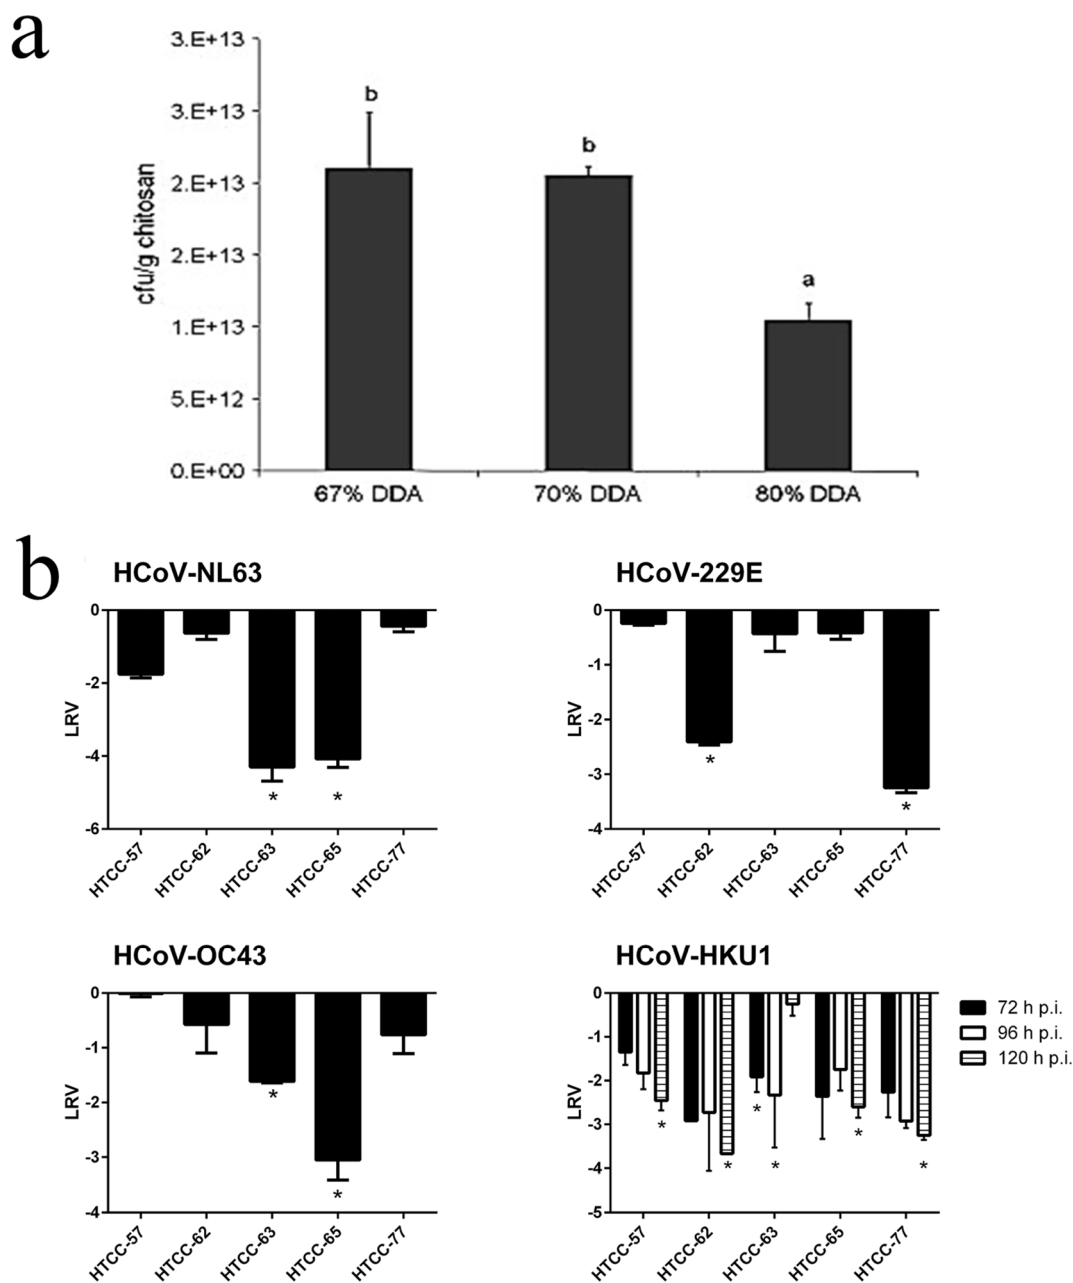 a
3.E+13
3.E+13
2.E+13
2.E+13
1.E+13
5.E+12
0.E+00
cfu/g chitosan
b
b
a
67% DDA
70% DDA
80% DDA
b
HCoV-NL63
0
-2
-4
-6
LRV
*
*
HTCC-57
HTCC-62
HTCC-63
HTCC-65
HTCC-77
HCoV-229E
0
-1
-2
-3
-4
LRV
*
*
HTCC-57
HTCC-62
HTCC-63
HTCC-65
HTCC-77
HCoV-OC43
0
-1
-2
-3
-4
LRV
*
*
HTCC-57
HTCC-62
HTCC-63
HTCC-65
HTCC-77
HCoV-HKU1
0
-1
-2
-3
-4
-5
LRV
*
*
*
*
*
*
HTCC-57
HTCC-62
HTCC-63
HTCC-65
HTCC-77
72 h p.i.
96 h p.i.
120 h p.i.